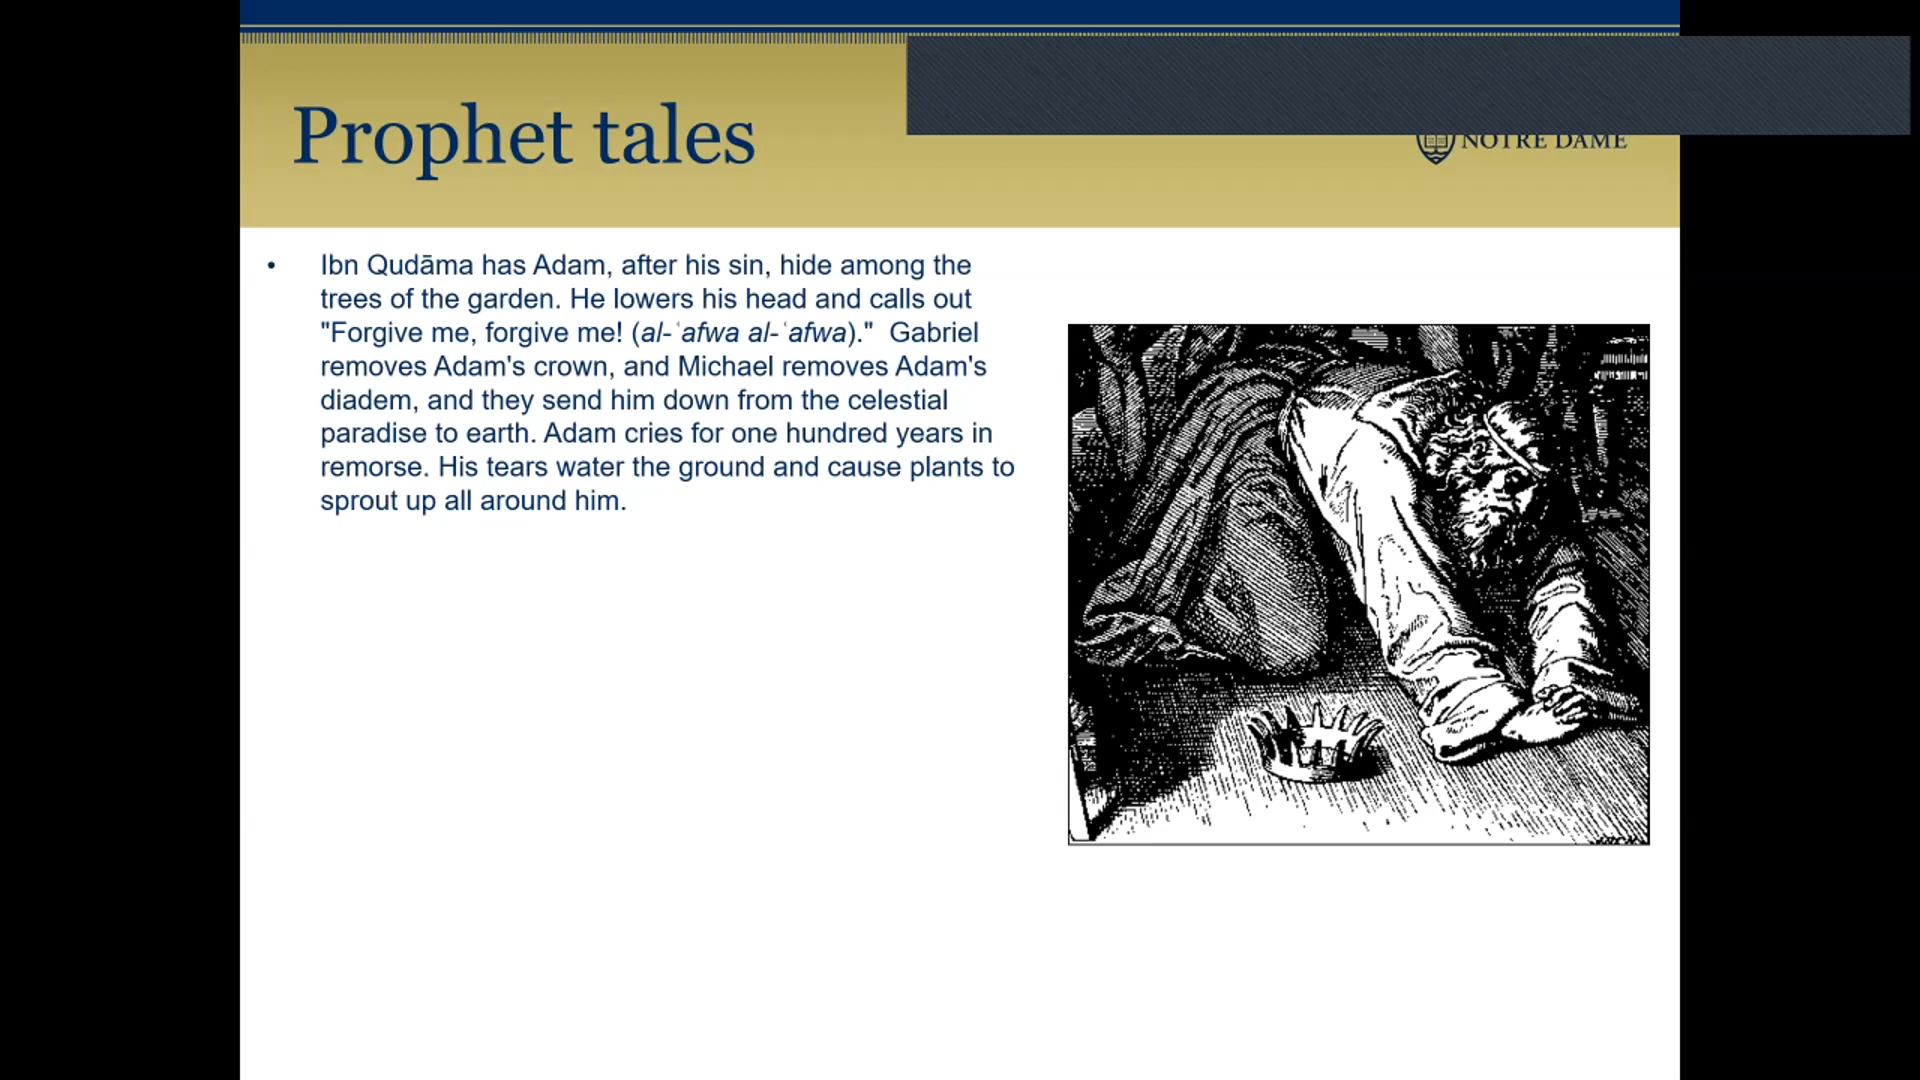 Prophet tales
NOTRE DAME
• Ibn Qudāma has Adam, after his sin, hide among the
trees of the garden. He lowers his head and calls out
"Forgive me, forgive me! (al-ʿafwa al-ʿafwa)."  Gabriel
removes Adam's crown, and Michael removes Adam's
diadem, and they send him down from the celestial
paradise to earth. Adam cries for one hundred years in
remorse. His tears water the ground and cause plants to
sprout up all around him.